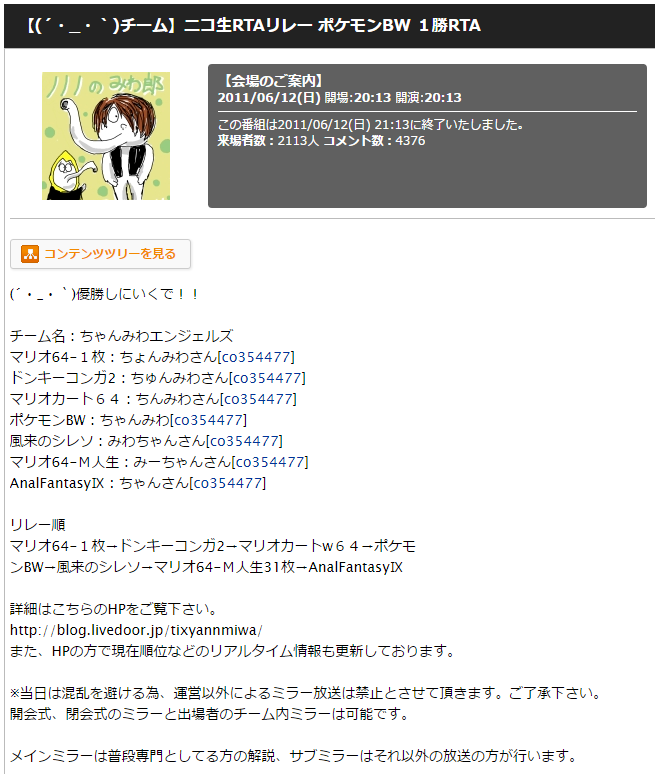 【(´・_・｀)チーム】ニコ生RTAリレー ポケモンBW １勝RTA
ノノノの みわ郎
【会場のご案内】
2011/06/12(日) 開場:20:13 開演:20:13
この番組は2011/06/12(日) 21:13に終了いたしました。
来場者数：2113人 コメント数：4376
コンテンツツリーを見る
(´・_・｀)優勝しにいくで！！
チーム名：ちゃんみわエンジェルズ
マリオ64-１枚：ちょんみわさん[co354477]
ドンキーコンガ2：ちゅんみわさん[co354477]
マリオカート６４：ちんみわさん[co354477]
ポケモンBW：ちゃんみわ[co354477]
風来のシレソ：みわちゃんさん[co354477]
マリオ64-Ｍ人生：みーちゃんさん[co354477]
AnalFantasyⅨ：ちゃんさん[co354477]
リレー順
マリオ64-１枚→ドンキーコンガ2→マリオカートw６４→ポケモ
ンBW→風来のシレソ→マリオ64-Ｍ人生31枚→AnalFantasyⅨ
詳細はこちらのHPをご覧下さい。
http://blog.livedoor.jp/tixyannmiwa/
また、HPの方で現在順位などのリアルタイム情報も更新しております。
※当日は混乱を避ける為、運営以外によるミラー放送は禁止とさせて頂きます。ご了承下さい。
開会式、閉会式のミラーと出場者のチーム内ミラーは可能です。
メインミラーは普段専門としてる方の解説、サブミラーはそれ以外の放送の方が行います。